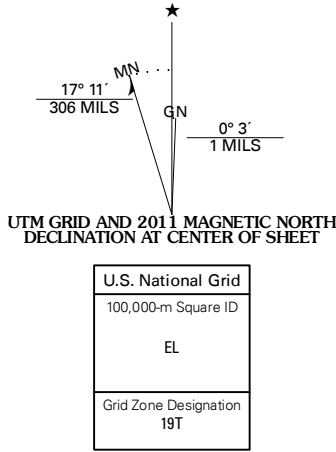 ★
MN
GN
17° 11´
306 MILS
0° 3´
1 MILS
UTM GRID AND 2011 MAGNETIC NORTH
DECLINATION AT CENTER OF SHEET
U.S. National Grid
100,000-m Square ID
EL
Grid Zone Designation
19T